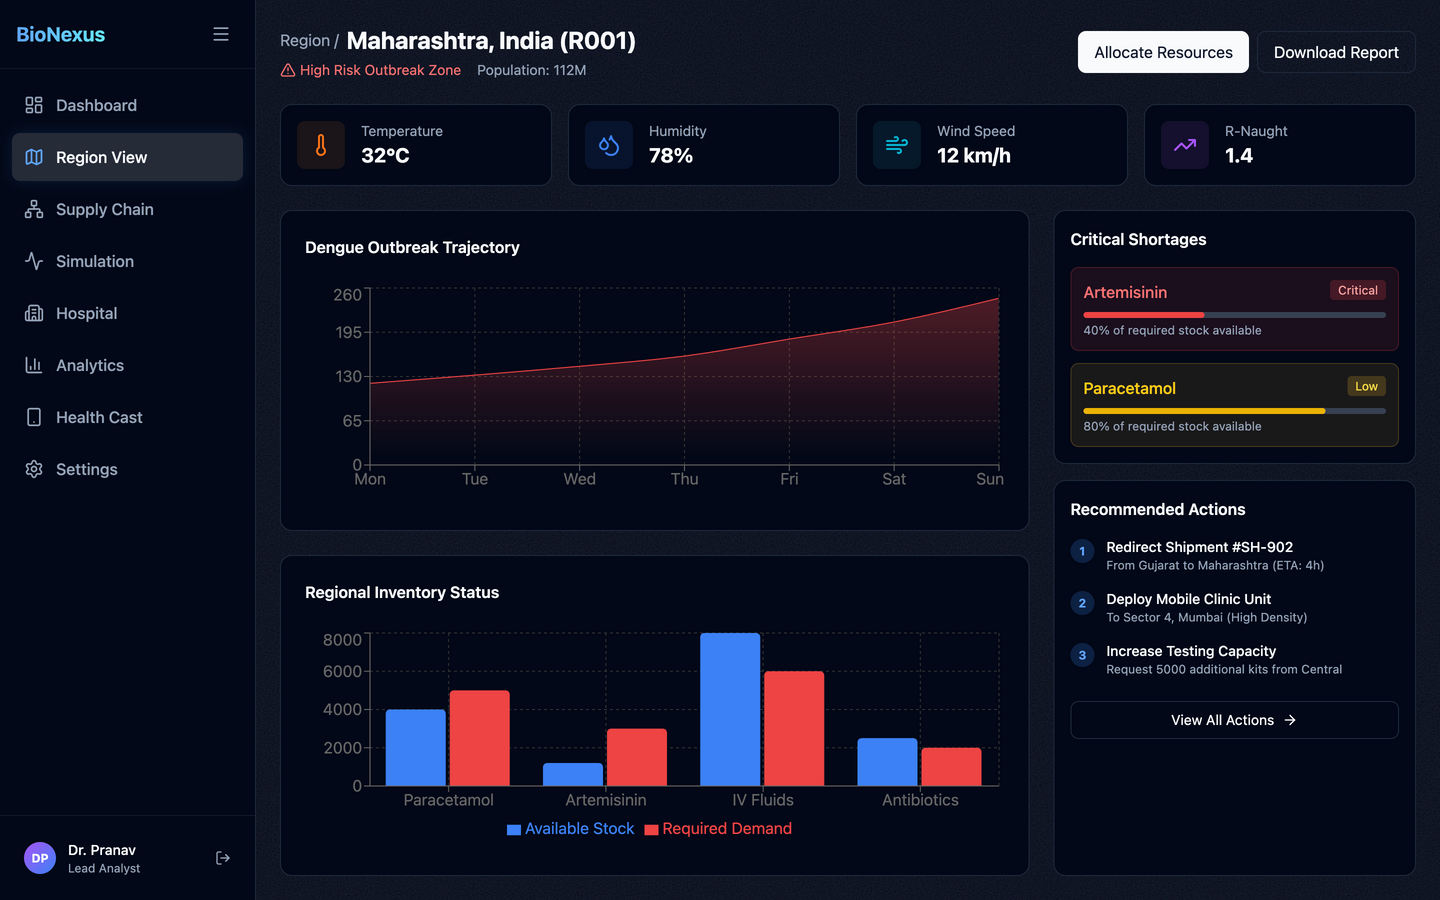 BioNexus
Dashboard
Region View
Supply Chain
Simulation
Hospital
Analytics
Health Cast
Settings
DP
Dr. Pranav
Lead Analyst
Region / Maharashtra, India (R001)
High Risk Outbreak Zone Population: 112M
Allocate Resources
Download Report
Temperature
32°C
Humidity
78%
Wind Speed
12 km/h
R-Naught
1.4
Dengue Outbreak Trajectory
260
195
130
65
0
Mon Tue Wed Thu Fri Sat Sun
Regional Inventory Status
8000
6000
4000
2000
0
Paracetamol Artemisinin IV Fluids Antibiotics
Available Stock Required Demand
Critical Shortages
Artemisinin Critical
40% of required stock available
Paracetamol Low
80% of required stock available
Recommended Actions
1 Redirect Shipment #SH-902
From Gujarat to Maharashtra (ETA: 4h)
2 Deploy Mobile Clinic Unit
To Sector 4, Mumbai (High Density)
3 Increase Testing Capacity
Request 5000 additional kits from Central
View All Actions →